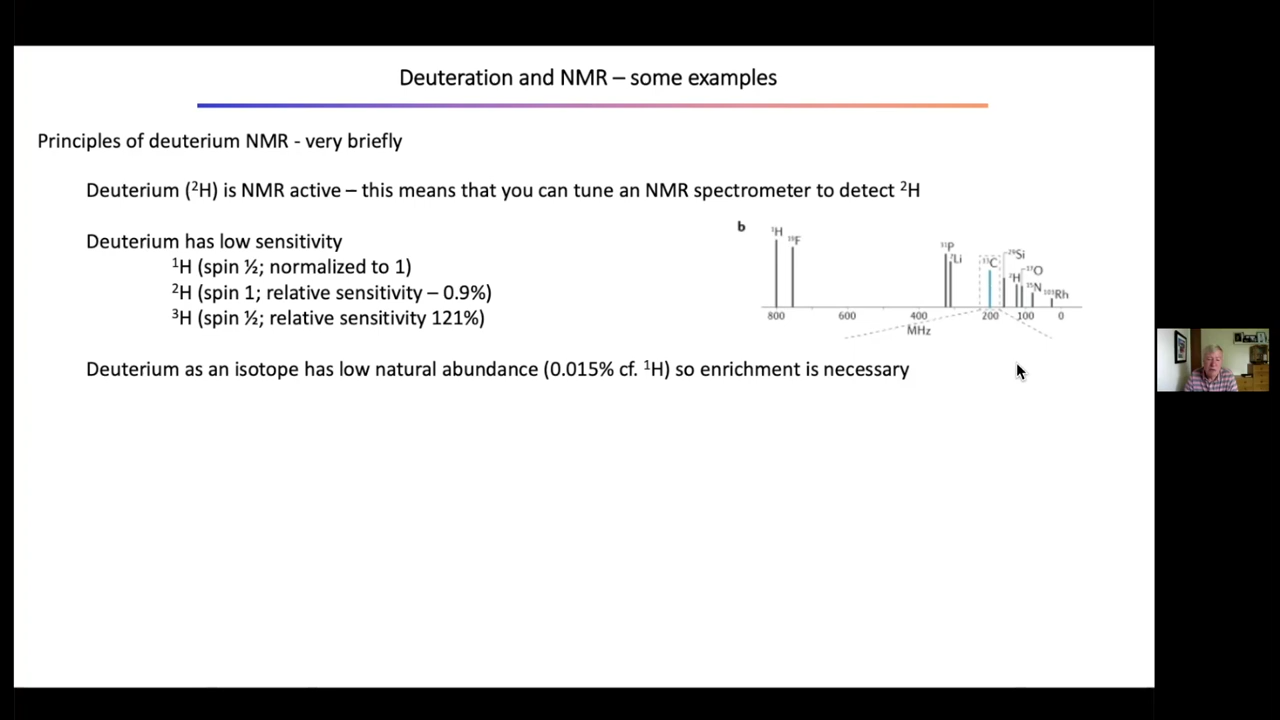 Deuteration and NMR – some examples
Principles of deuterium NMR - very briefly
Deuterium (²H) is NMR active – this means that you can tune an NMR spectrometer to detect ²H
Deuterium has low sensitivity
¹H (spin ½; normalized to 1)
²H (spin 1; relative sensitivity – 0.9%)
³H (spin ½; relative sensitivity 121%)
b
¹H
¹⁹F
³¹P
⁷Li
C
²⁹Si
²H
¹⁷O
¹⁵N
¹⁰³Rh
800 600 400 200 100 0
MHz
Deuterium as an isotope has low natural abundance (0.015% cf. ¹H) so enrichment is necessary